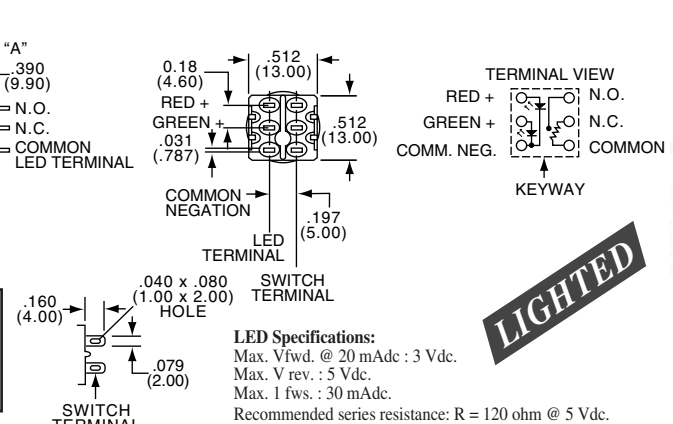 "A"
.390
(9.90)
N.O.
N.C.
COMMON
LED TERMINAL
0.18
(4.60)
RED +
GREEN +
.031
(.787)
COMMON
NEGATION
.512
(13.00)
.512
(13.00)
.197
(5.00)
LED
TERMINAL
SWITCH
TERMINAL
TERMINAL VIEW
RED +
GREEN +
COMM. NEG.
N.O.
N.C.
COMMON
KEYWAY
LIGHTED
.160
(4.00)
.040 x .080
(1.00 x 2.00)
HOLE
.079
(2.00)
SWITCH
TERMINAL
LED Specifications:
Max. Vfwd. @ 20 mAdc : 3 Vdc.
Max. V rev. : 5 Vdc.
Max. 1 fws. : 30 mAdc.
Recommended series resistance: R = 120 ohm @ 5 Vdc.